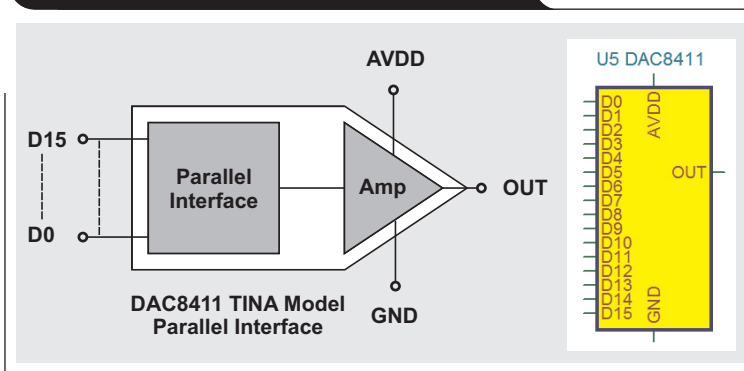 AVDD
D15
Parallel
Interface
Amp
OUT
D0
DAC8411 TINA Model
Parallel Interface
GND
U5 DAC8411
D0
D1
D2
D3
D4
D5
D6
D7
D8
D9
D10
D11
D12
D13
D14
D15
AVDD
OUT
GND